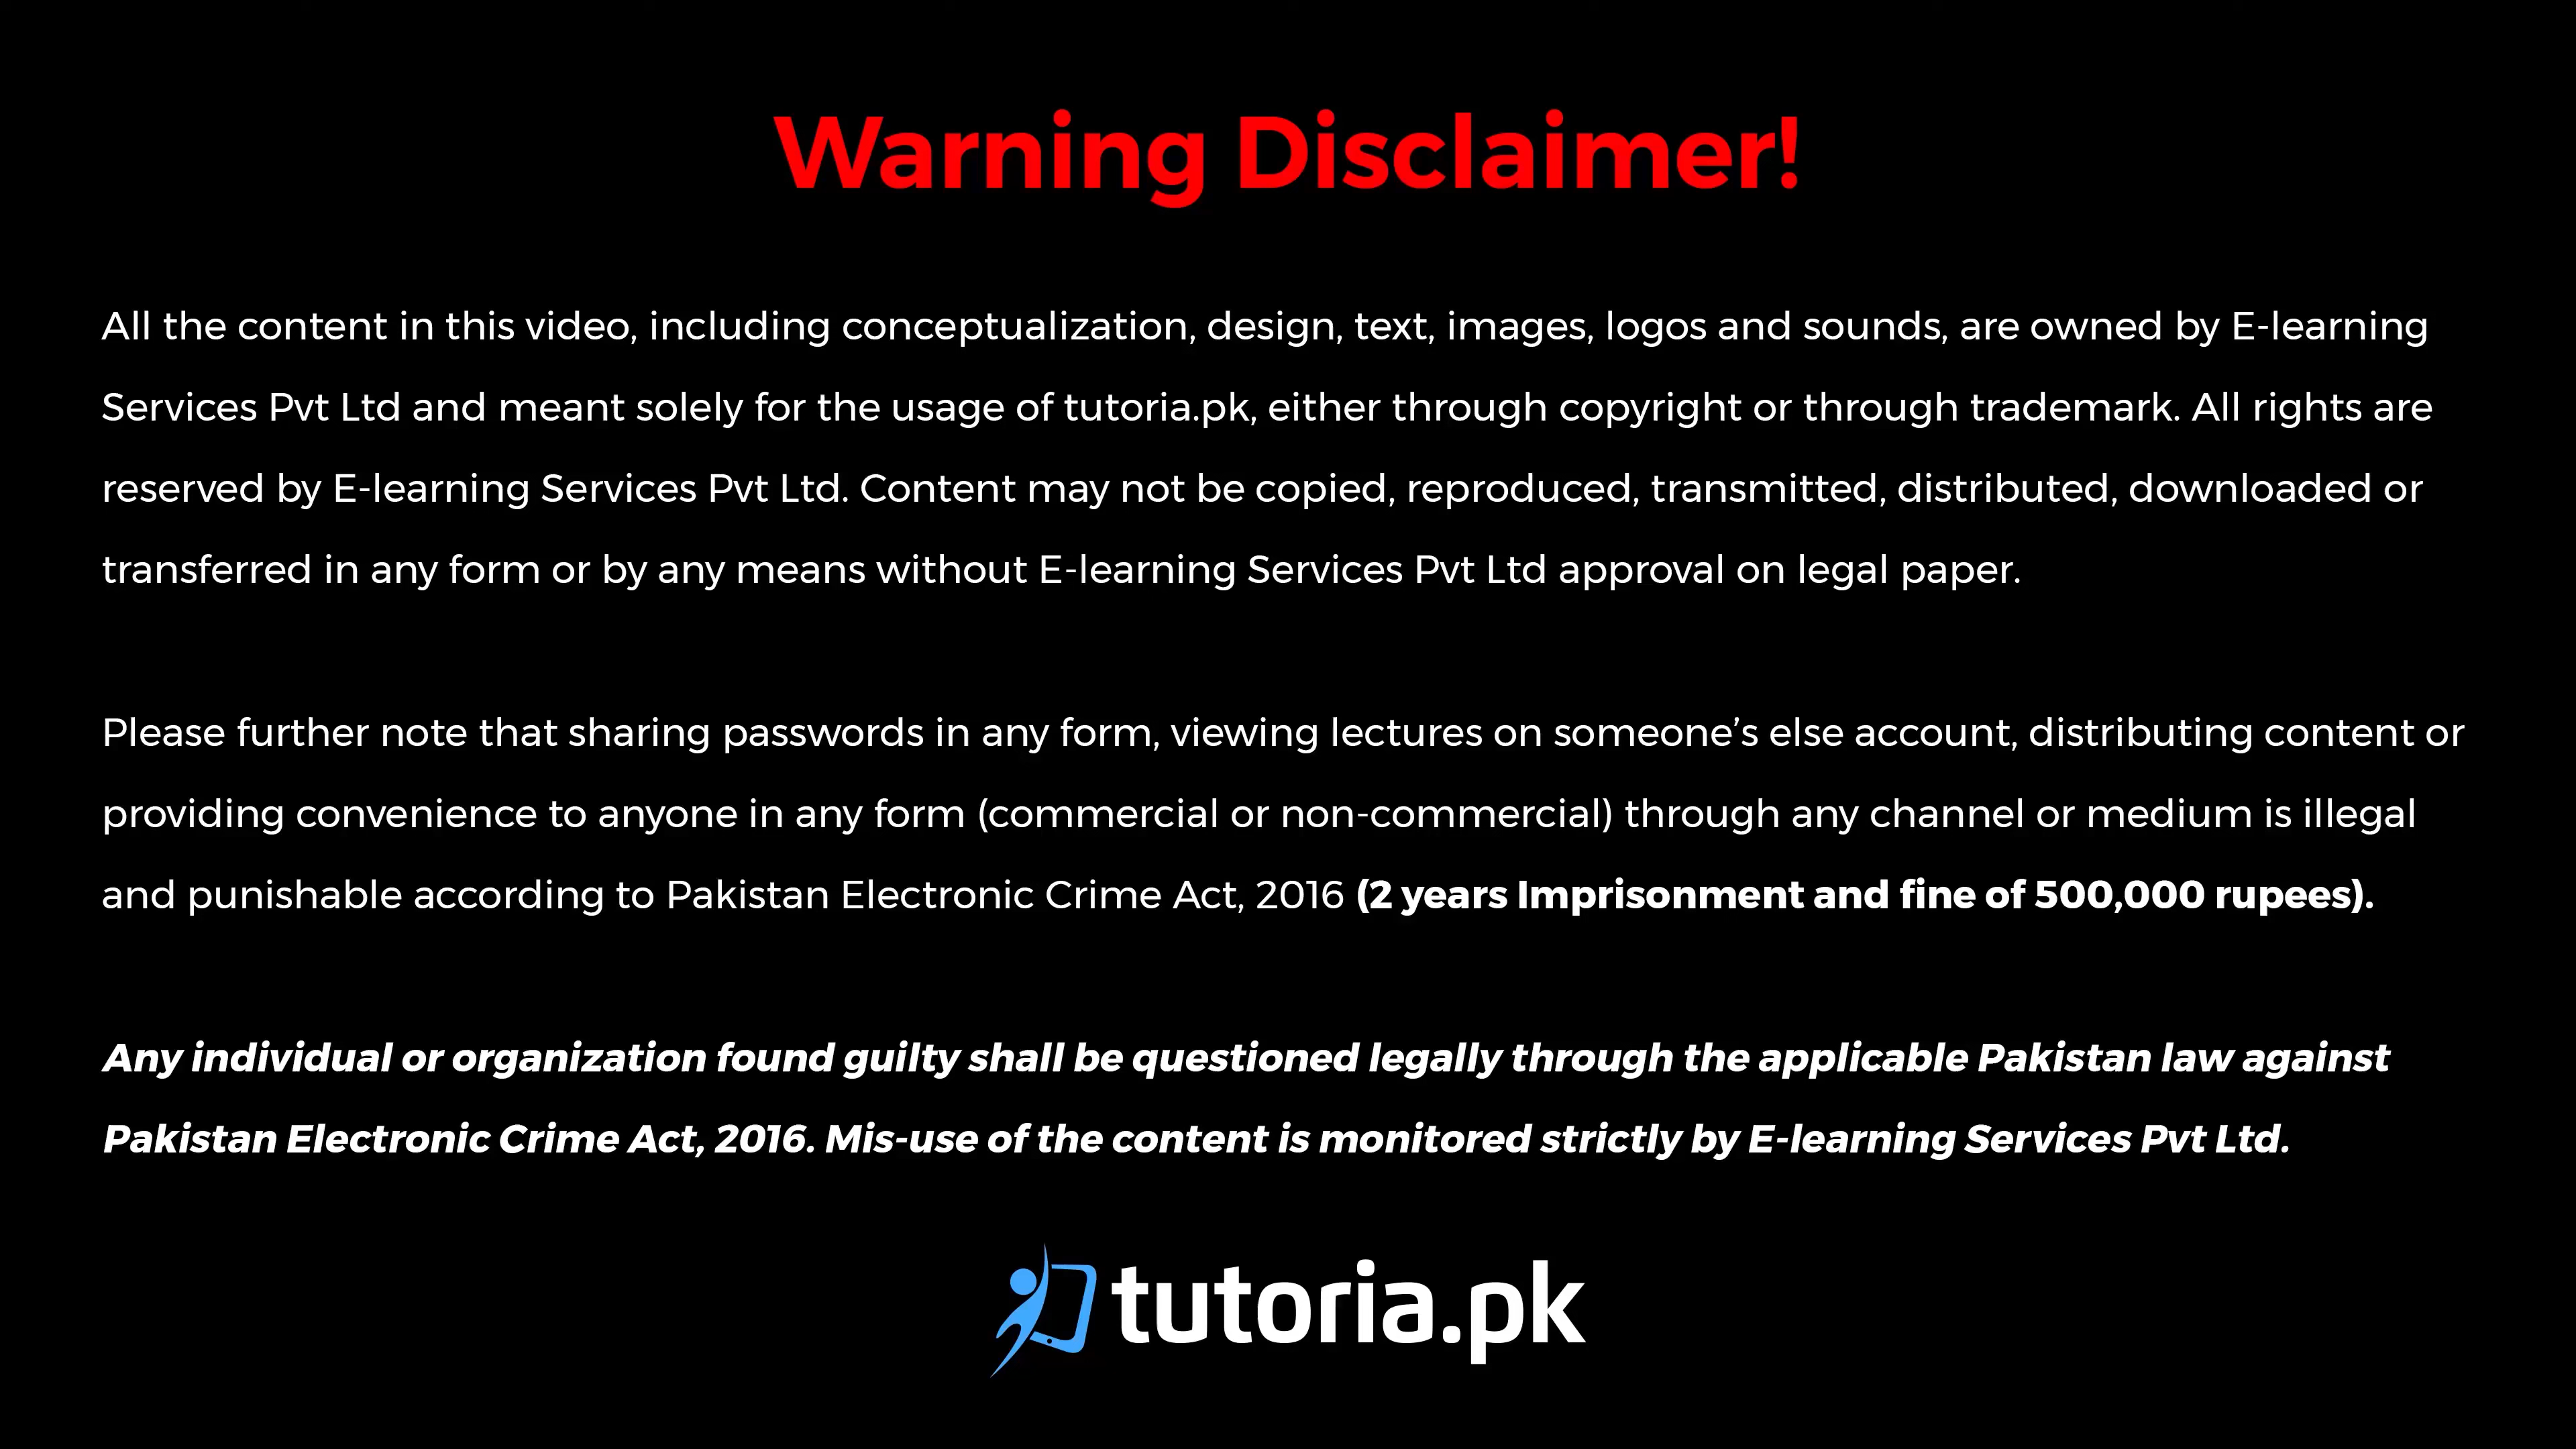 Warning Disclaimer!
All the content in this video, including conceptualization, design, text, images, logos and sounds, are owned by E-learning
Services Pvt Ltd and meant solely for the usage of tutoria.pk, either through copyright or through trademark. All rights are
reserved by E-learning Services Pvt Ltd. Content may not be copied, reproduced, transmitted, distributed, downloaded or
transferred in any form or by any means without E-learning Services Pvt Ltd approval on legal paper.
Please further note that sharing passwords in any form, viewing lectures on someone’s else account, distributing content or
providing convenience to anyone in any form (commercial or non-commercial) through any channel or medium is illegal
and punishable according to Pakistan Electronic Crime Act, 2016 (2 years Imprisonment and fine of 500,000 rupees).
Any individual or organization found guilty shall be questioned legally through the applicable Pakistan law against
Pakistan Electronic Crime Act, 2016. Mis-use of the content is monitored strictly by E-learning Services Pvt Ltd.
tutoria.pk